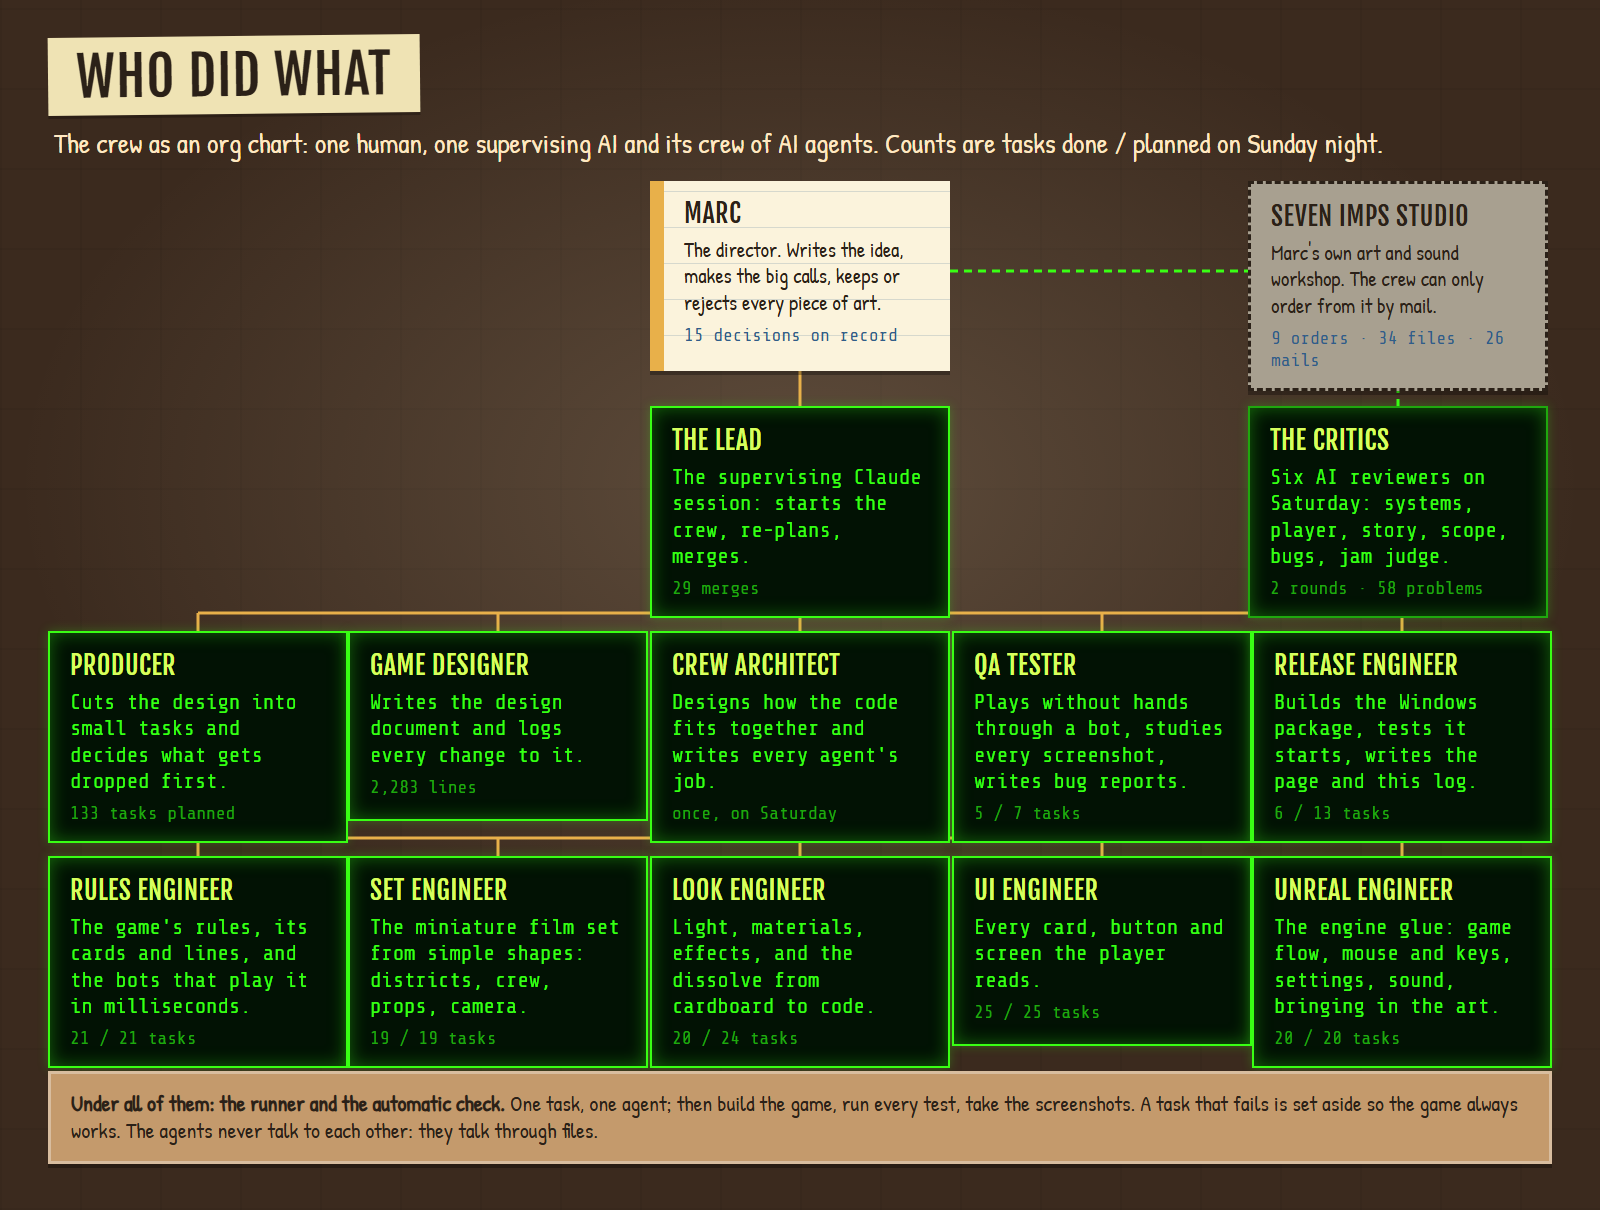 WHO DID WHAT
The crew as an org chart: one human, one supervising AI and its crew of AI agents. Counts are tasks done / planned on Sunday night.
MARC
The director. Writes the idea,
makes the big calls, keeps or
rejects every piece of art.
15 decisions on record
SEVEN IMPS STUDIO
Marc's own art and sound
workshop. The crew can only
order from it by mail.
9 orders · 34 files · 26
mails
THE LEAD
The supervising Claude
session: starts the
crew, re-plans,
merges.
29 merges
THE CRITICS
Six AI reviewers on
Saturday: systems,
player, story, scope,
bugs, jam judge.
2 rounds · 58 problems
PRODUCER
Cuts the design into
small tasks and
decides what gets
dropped first.
133 tasks planned
GAME DESIGNER
Writes the design
document and logs
every change to it.
2,283 lines
CREW ARCHITECT
Designs how the code
fits together and
writes every agent's
job.
once, on Saturday
QA TESTER
Plays without hands
through a bot, studies
every screenshot,
writes bug reports.
5 / 7 tasks
RELEASE ENGINEER
Builds the Windows
package, tests it
starts, writes the
page and this log.
6 / 13 tasks
RULES ENGINEER
The game's rules, its
cards and lines, and
the bots that play it
in milliseconds.
21 / 21 tasks
SET ENGINEER
The miniature film set
from simple shapes:
districts, crew,
props, camera.
19 / 19 tasks
LOOK ENGINEER
Light, materials,
effects, and the
dissolve from
cardboard to code.
20 / 24 tasks
UI ENGINEER
Every card, button and
screen the player
reads.
25 / 25 tasks
UNREAL ENGINEER
The engine glue: game
flow, mouse and keys,
settings, sound,
bringing in the art.
20 / 20 tasks
Under all of them: the runner and the automatic check. One task, one agent; then build the game, run every test, take the screenshots. A task that fails is set aside so the game always
works. The agents never talk to each other: they talk through files.